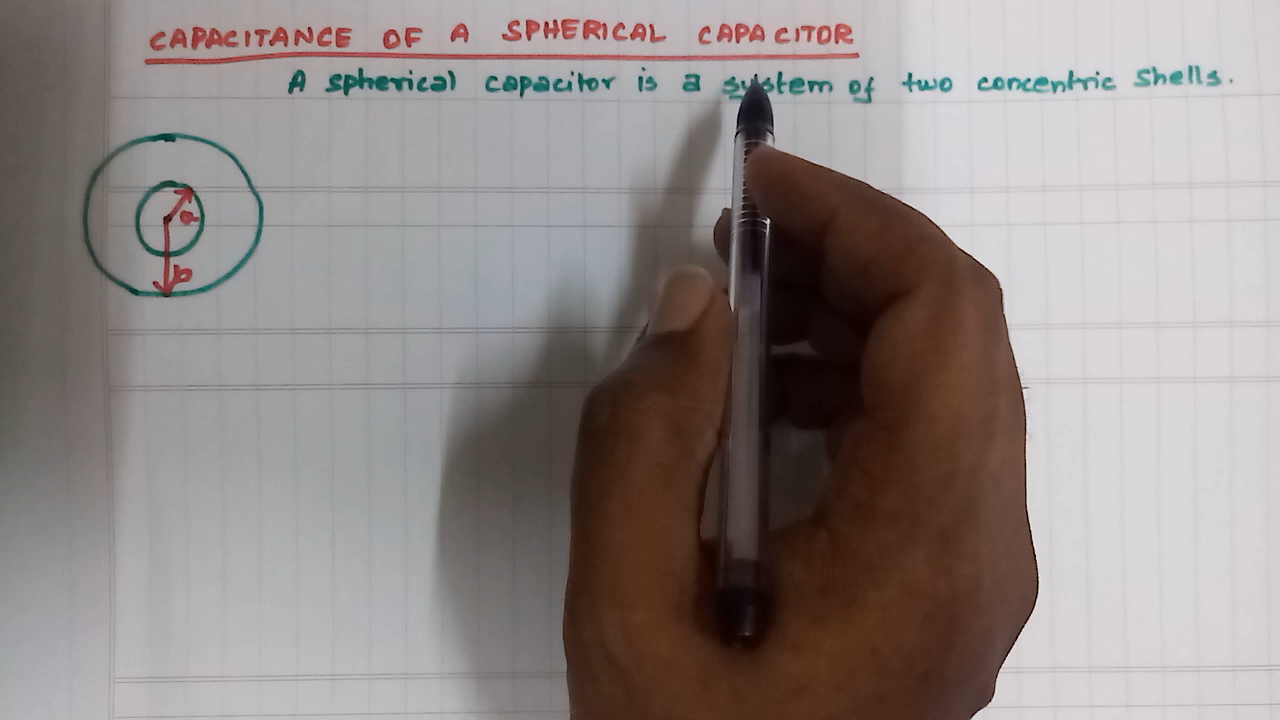 CAPACITANCE OF A SPHERICAL CAPACITOR
A spherical capacitor is a system of two concentric shells.
a
b